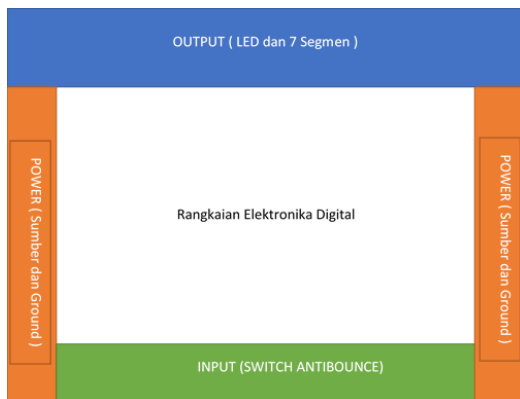 OUTPUT ( LED dan 7 Segmen )
POWER ( Sumber dan Ground )
Rangkaian Elektronika Digital
POWER ( Sumber dan Ground )
INPUT (SWITCH ANTIBOUNCE)